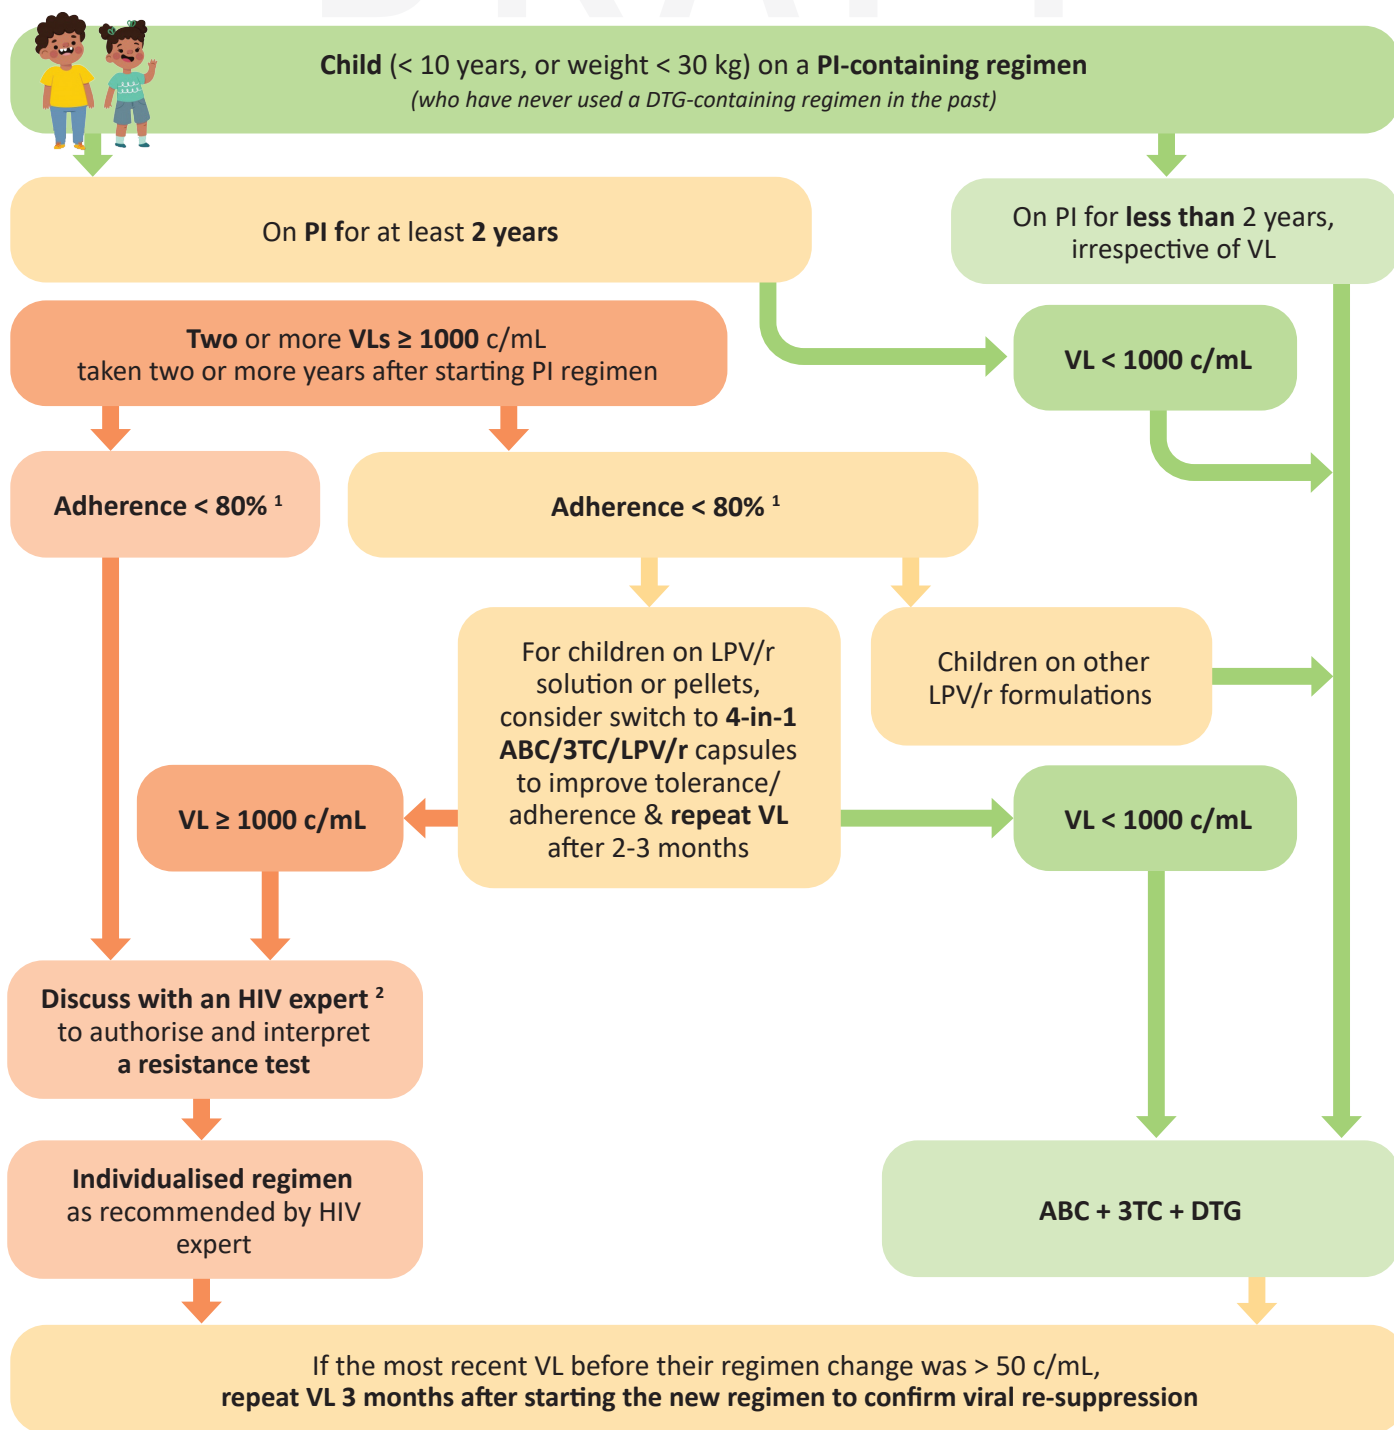 DRAFT
Child (< 10 years, or weight < 30 kg) on a PI-containing regimen
(who have never used a DTG-containing regimen in the past)
On PI for at least 2 years
On PI for less than 2 years,
irrespective of VL
Two or more VLs ≥ 1000 c/mL
taken two or more years after starting PI regimen
VL < 1000 c/mL
Adherence < 80% 1
Adherence < 80% 1
For children on LPV/r
solution or pellets,
consider switch to 4-in-1
ABC/3TC/LPV/r capsules
to improve tolerance/
adherence & repeat VL
after 2-3 months
Children on other
LPV/r formulations
VL ≥ 1000 c/mL
VL < 1000 c/mL
Discuss with an HIV expert 2
to authorise and interpret
a resistance test
Individualised regimen
as recommended by HIV
expert
ABC + 3TC + DTG
If the most recent VL before their regimen change was > 50 c/mL,
repeat VL 3 months after starting the new regimen to confirm viral re-suppression